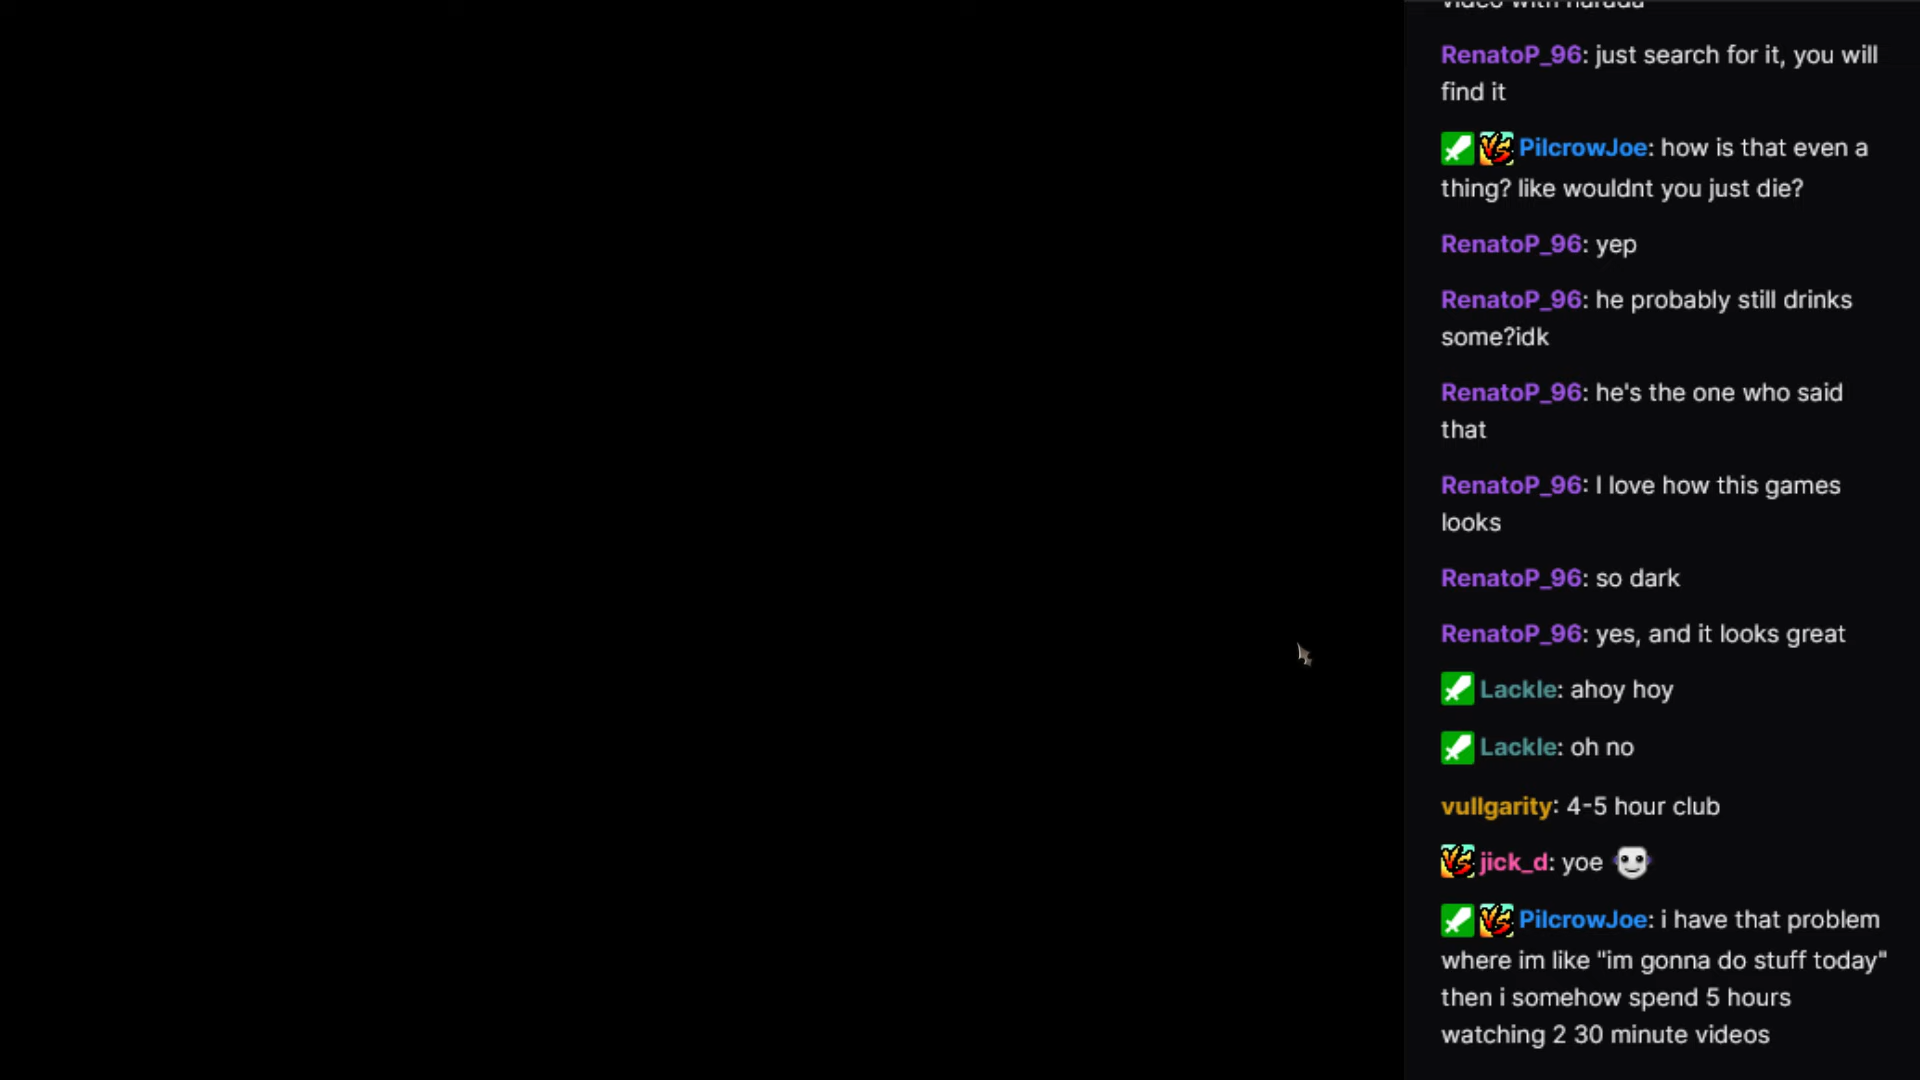 video with harada
RenatoP_96: just search for it, you will
find it
PilcrowJoe: how is that even a
thing? like wouldnt you just die?
RenatoP_96: yep
RenatoP_96: he probably still drinks
some?idk
RenatoP_96: he's the one who said
that
RenatoP_96: I love how this games
looks
RenatoP_96: so dark
RenatoP_96: yes, and it looks great
Lackle: ahoy hoy
Lackle: oh no
vullgarity: 4-5 hour club
jick_d: yoe
PilcrowJoe: i have that problem
where im like "im gonna do stuff today"
then i somehow spend 5 hours
watching 2 30 minute videos